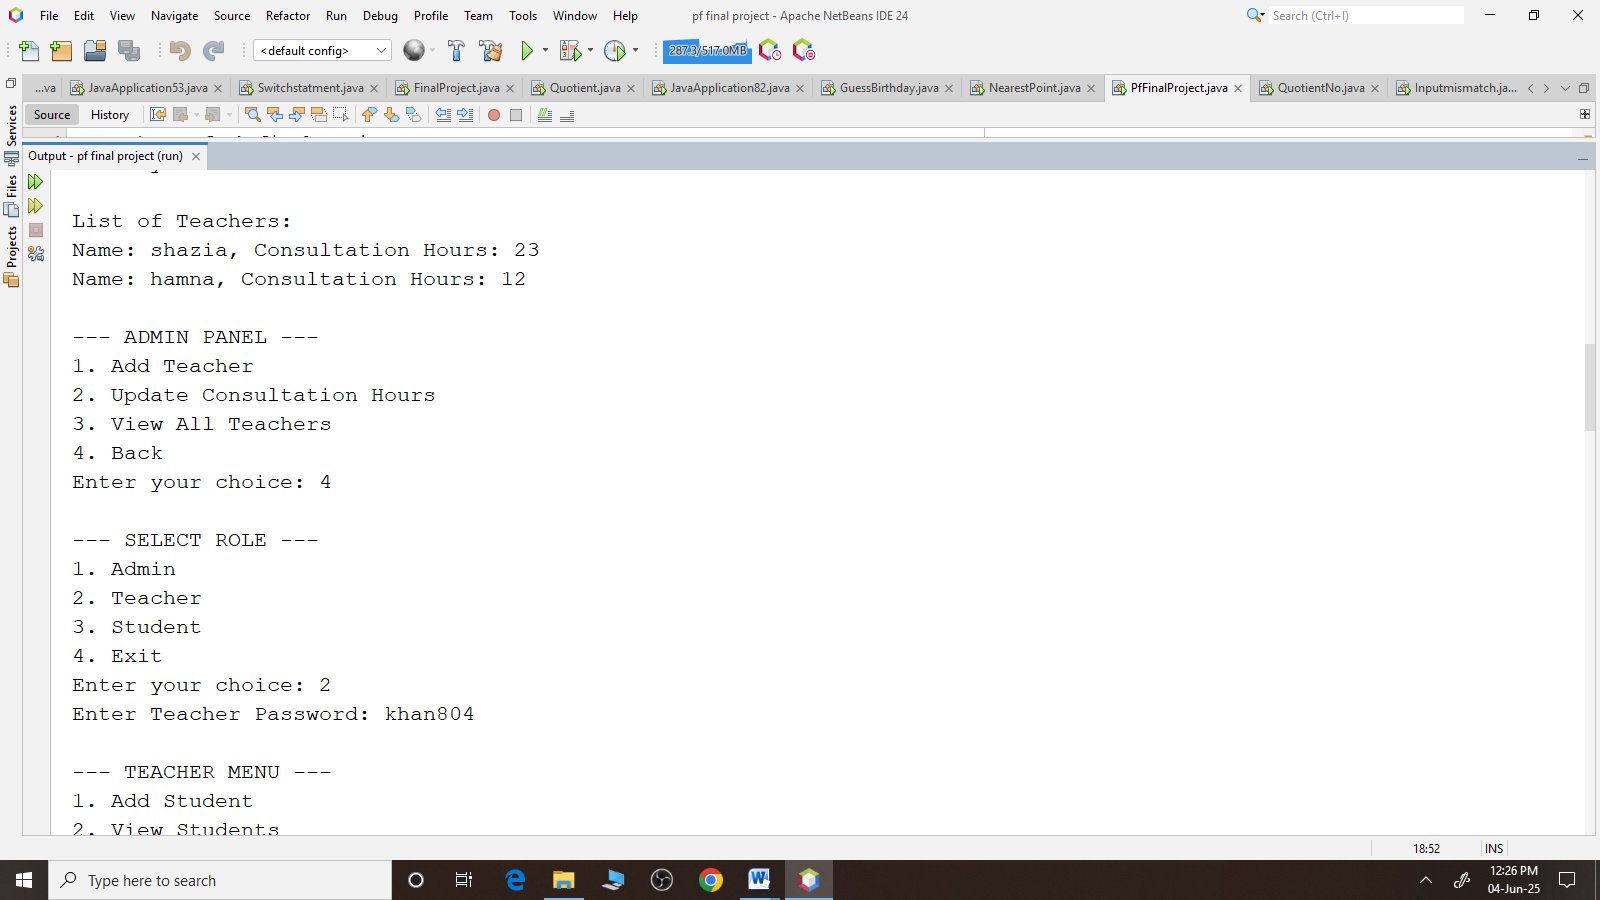 File Edit View Navigate Source Refactor Run Debug Profile Team Tools Window Help pf final project - Apache NetBeans IDE 24 Search (Ctrl+I)
<default config> 287.3/517.0MB
...va JavaApplication53.java Switchstatment.java FinalProject.java Quotient.java JavaApplication82.java GuessBirthday.java NearestPoint.java PFFinalProject.java QuotientNo.java Inputmismatch.ja...
Source History
Services
Files
Projects
Output - pf final project (run)
List of Teachers:
Name: shazia, Consultation Hours: 23
Name: hamna, Consultation Hours: 12
--- ADMIN PANEL ---
1. Add Teacher
2. Update Consultation Hours
3. View All Teachers
4. Back
Enter your choice: 4
--- SELECT ROLE ---
1. Admin
2. Teacher
3. Student
4. Exit
Enter your choice: 2
Enter Teacher Password: khan804
--- TEACHER MENU ---
1. Add Student
2. View Students
18:52 INS
Type here to search
12:26 PM
04-Jun-25